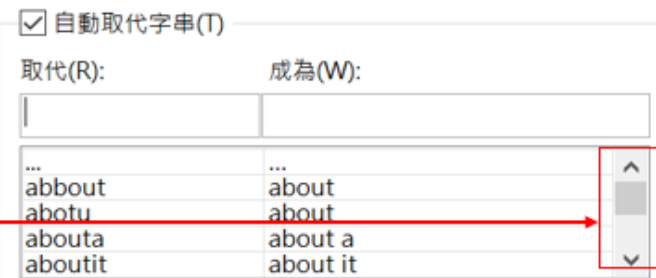 自動取代字串(T)
取代(R): 成為(W):
... ...
abbout about
abotu about
abouta about a
aboutit about it